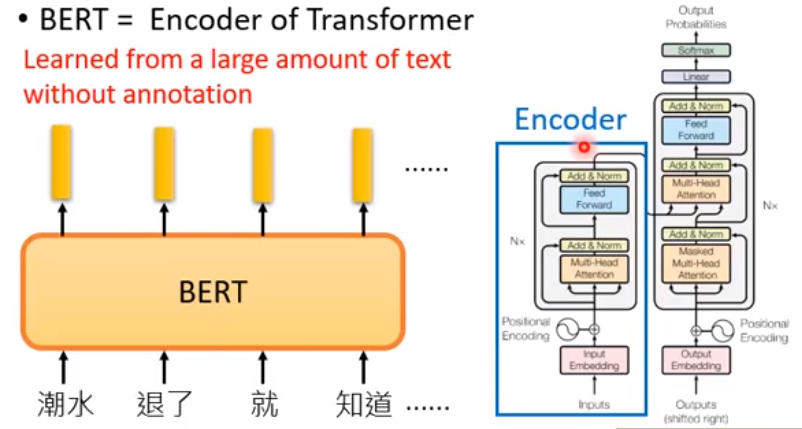 • BERT = Encoder of Transformer
Learned from a large amount of text
without annotation
......
BERT
潮水 退了 就 知道 ......
Encoder
Add & Norm
Feed
Forward
Nx
Add & Norm
Multi-Head
Attention
Positional
Encoding
Input
Embedding
Inputs
Output
Probabilities
Softmax
Linear
Add & Norm
Feed
Forward
Add & Norm
Multi-Head
Attention
Nx
Add & Norm
Masked
Multi-Head
Attention
Positional
Encoding
Output
Embedding
Outputs
(shifted right)